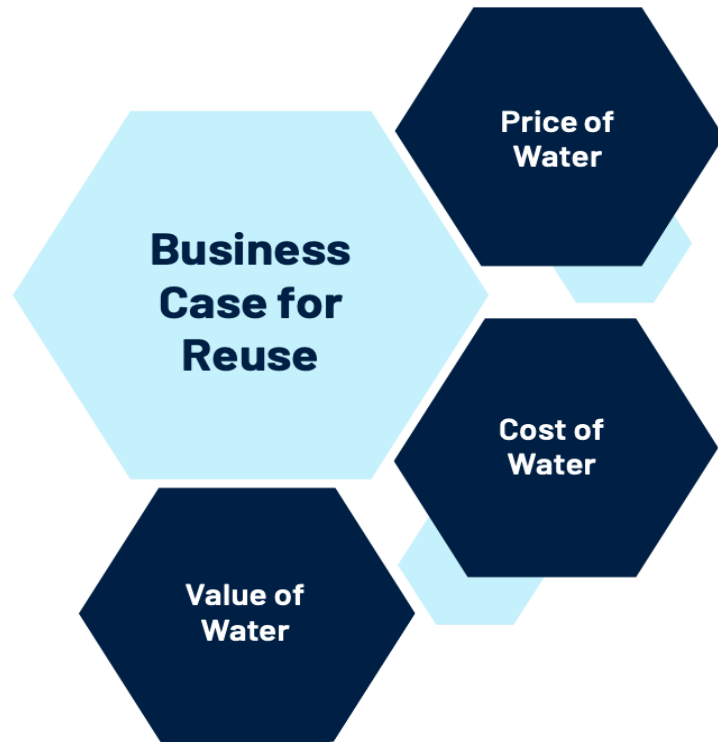 Price of
Water
Business
Case for
Reuse
Cost of
Water
Value of
Water